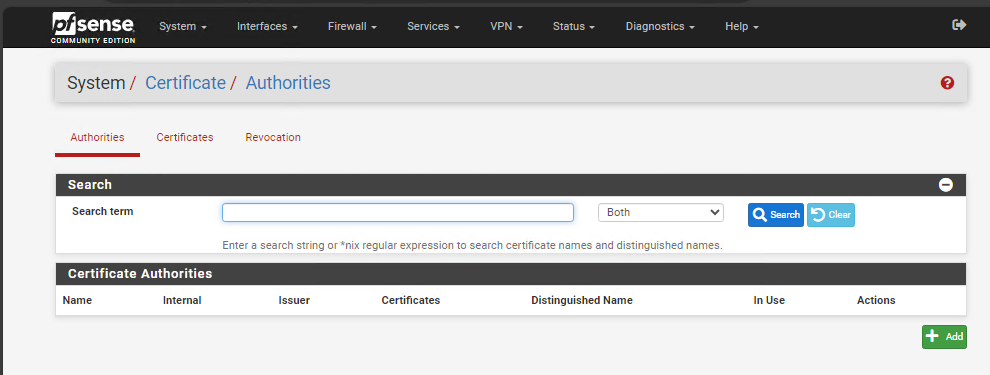 pfsense System Interfaces Firewall Services VPN Status Diagnostics Help
COMMUNITY EDITION
System / Certificate / Authorities
Authorities Certificates Revocation
Search
Search term Both Search Clear
Enter a search string or *nix regular expression to search certificate names and distinguished names.
Certificate Authorities
Name Internal Issuer Certificates Distinguished Name In Use Actions
Add